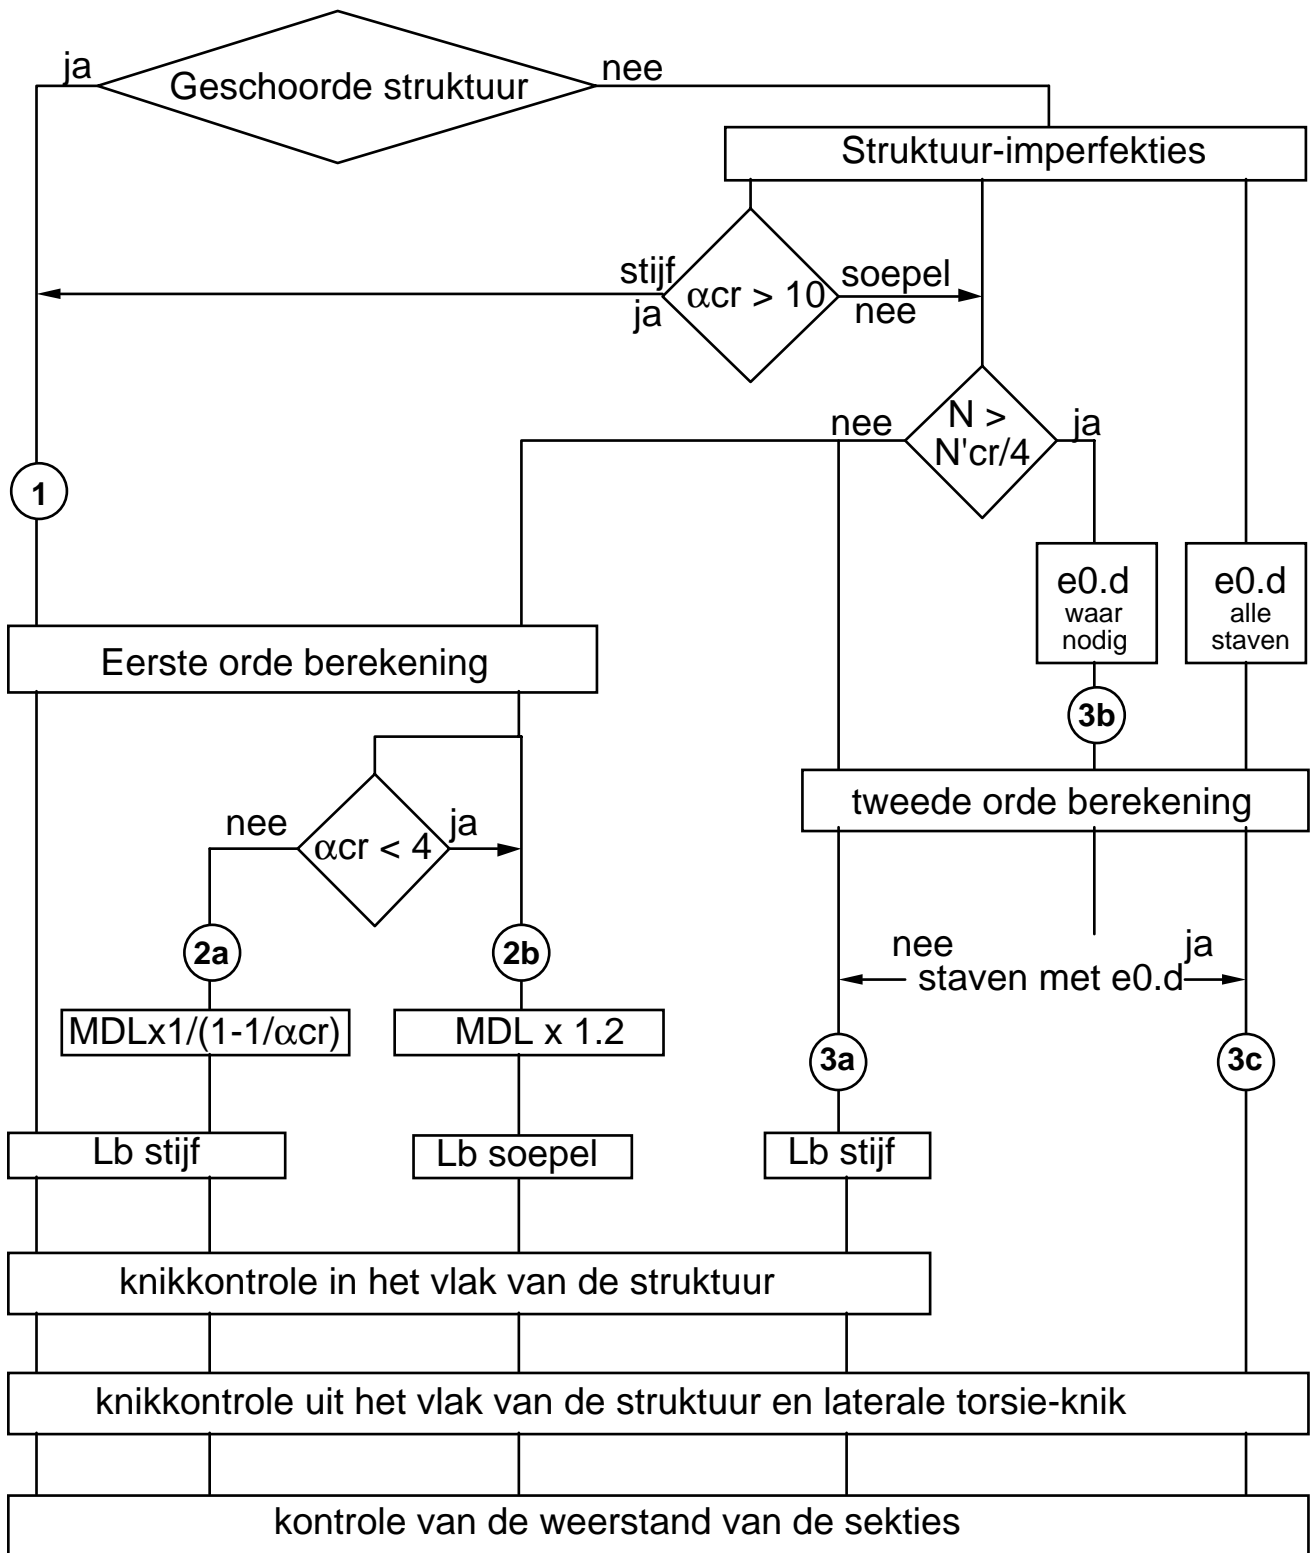 ja
Geschoorde struktuur
nee
Struktuur-imperfekties
stijf
ja
αcr > 10
soepel
nee
nee
N >
N'cr/4
ja
1
e0.d
waar
nodig
e0.d
alle
staven
Eerste orde berekening
3b
tweede orde berekening
nee
αcr < 4
ja
2a
2b
nee
ja
staven met e0.d
MDLx1/(1-1/αcr)
MDL x 1.2
3a
3c
Lb stijf
Lb soepel
Lb stijf
knikkontrole in het vlak van de struktuur
knikkontrole uit het vlak van de struktuur en laterale torsie-knik
kontrole van de weerstand van de sekties